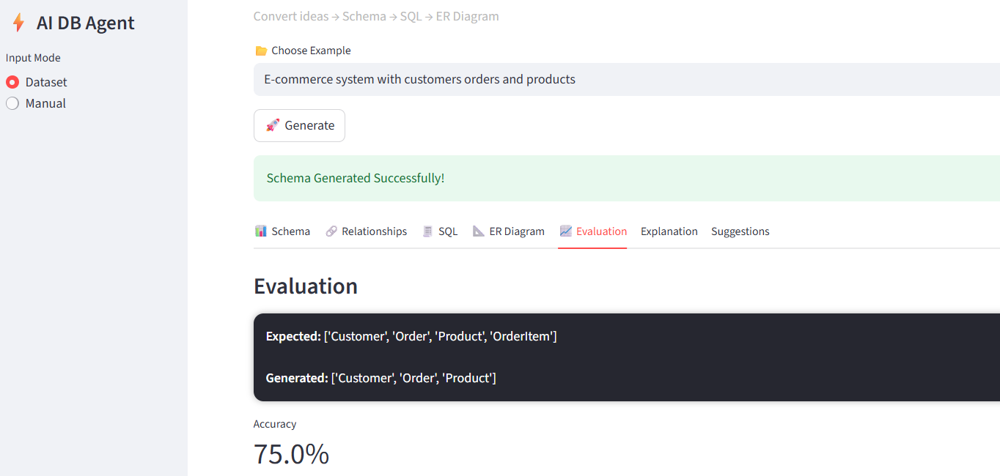 AI DB Agent
Input Mode
Dataset
Manual
Convert ideas → Schema → SQL → ER Diagram
Choose Example
E-commerce system with customers orders and products
Generate
Schema Generated Successfully!
Schema Relationships SQL ER Diagram Evaluation Explanation Suggestions
Evaluation
Expected: ['Customer', 'Order', 'Product', 'OrderItem']
Generated: ['Customer', 'Order', 'Product']
Accuracy
75.0%